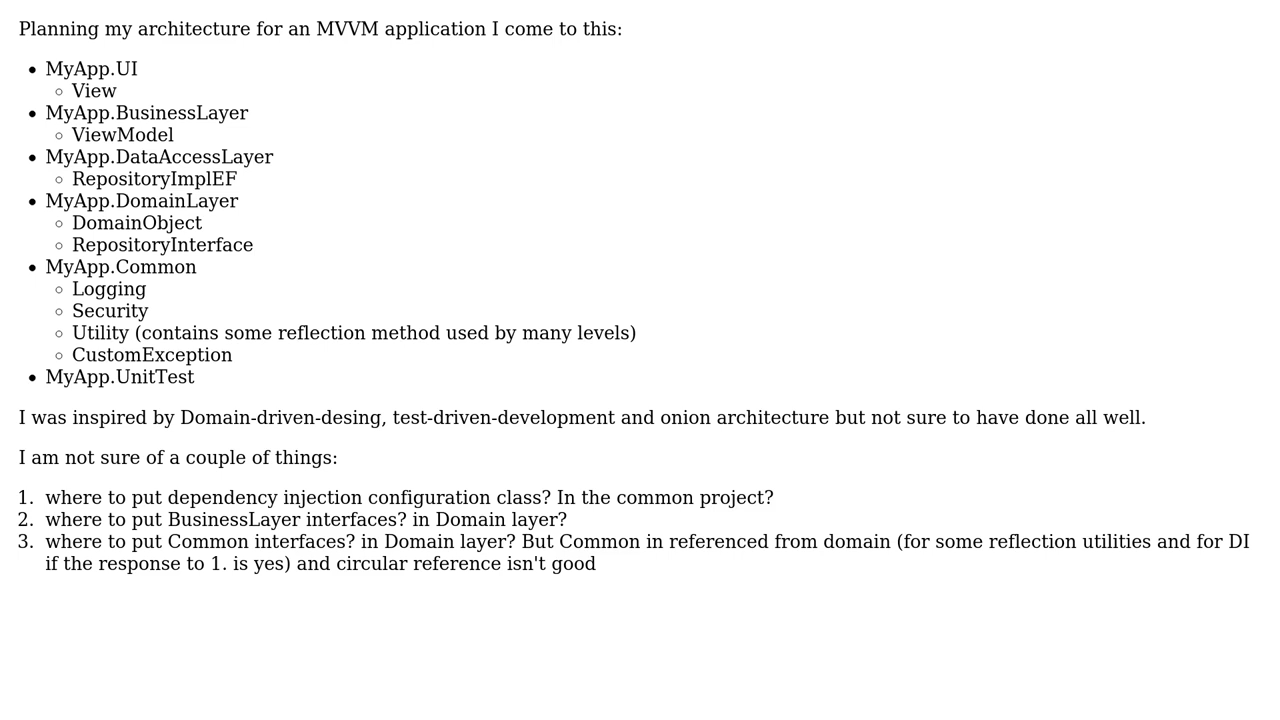 Planning my architecture for an MVVM application I come to this:
• MyApp.UI
◦ View
• MyApp.BusinessLayer
◦ ViewModel
• MyApp.DataAccessLayer
◦ RepositoryImplEF
• MyApp.DomainLayer
◦ DomainObject
◦ RepositoryInterface
• MyApp.Common
◦ Logging
◦ Security
◦ Utility (contains some reflection method used by many levels)
◦ CustomException
• MyApp.UnitTest
I was inspired by Domain-driven-desing, test-driven-development and onion architecture but not sure to have done all well.
I am not sure of a couple of things:
1. where to put dependency injection configuration class? In the common project?
2. where to put BusinessLayer interfaces? in Domain layer?
3. where to put Common interfaces? in Domain layer? But Common in referenced from domain (for some reflection utilities and for DI
if the response to 1. is yes) and circular reference isn't good